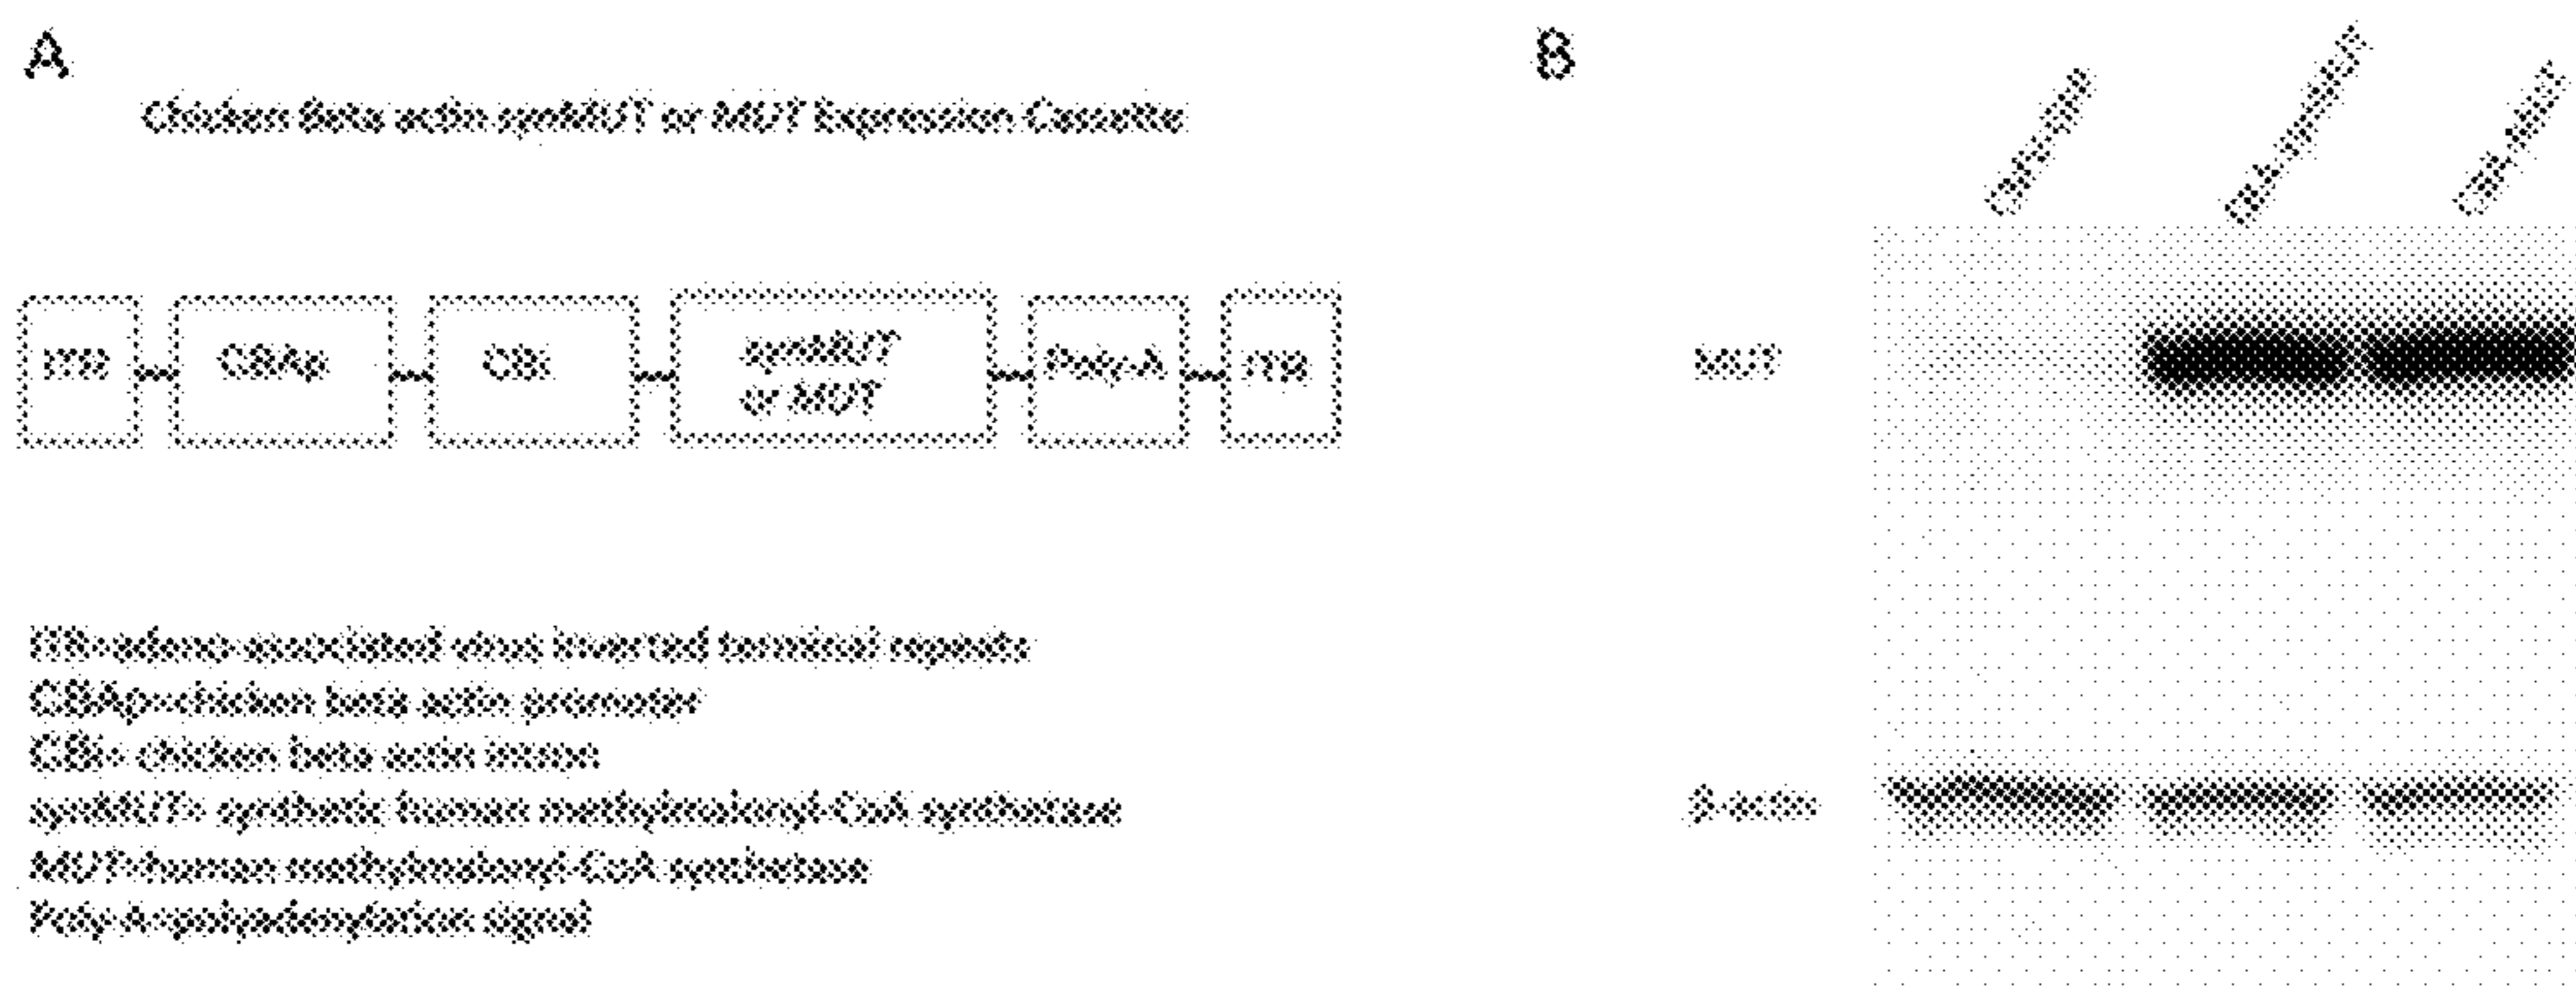 A
Chicken Beta actin synMUT or MUT Expression Cassette
ITR
CBAp
CBi
synMUT
or MUT
Poly-A
ITR
ITR- adeno-associated virus inverted terminal repeats
CBAp-chicken beta actin promoter
CBi- chicken beta actin intron
synMUT- synthetic human methylmalonyl-CoA synthetase
MUT-human methylmalonyl-CoA synthetase
Poly A-polyadenylation signal
B
MUT
β-actin